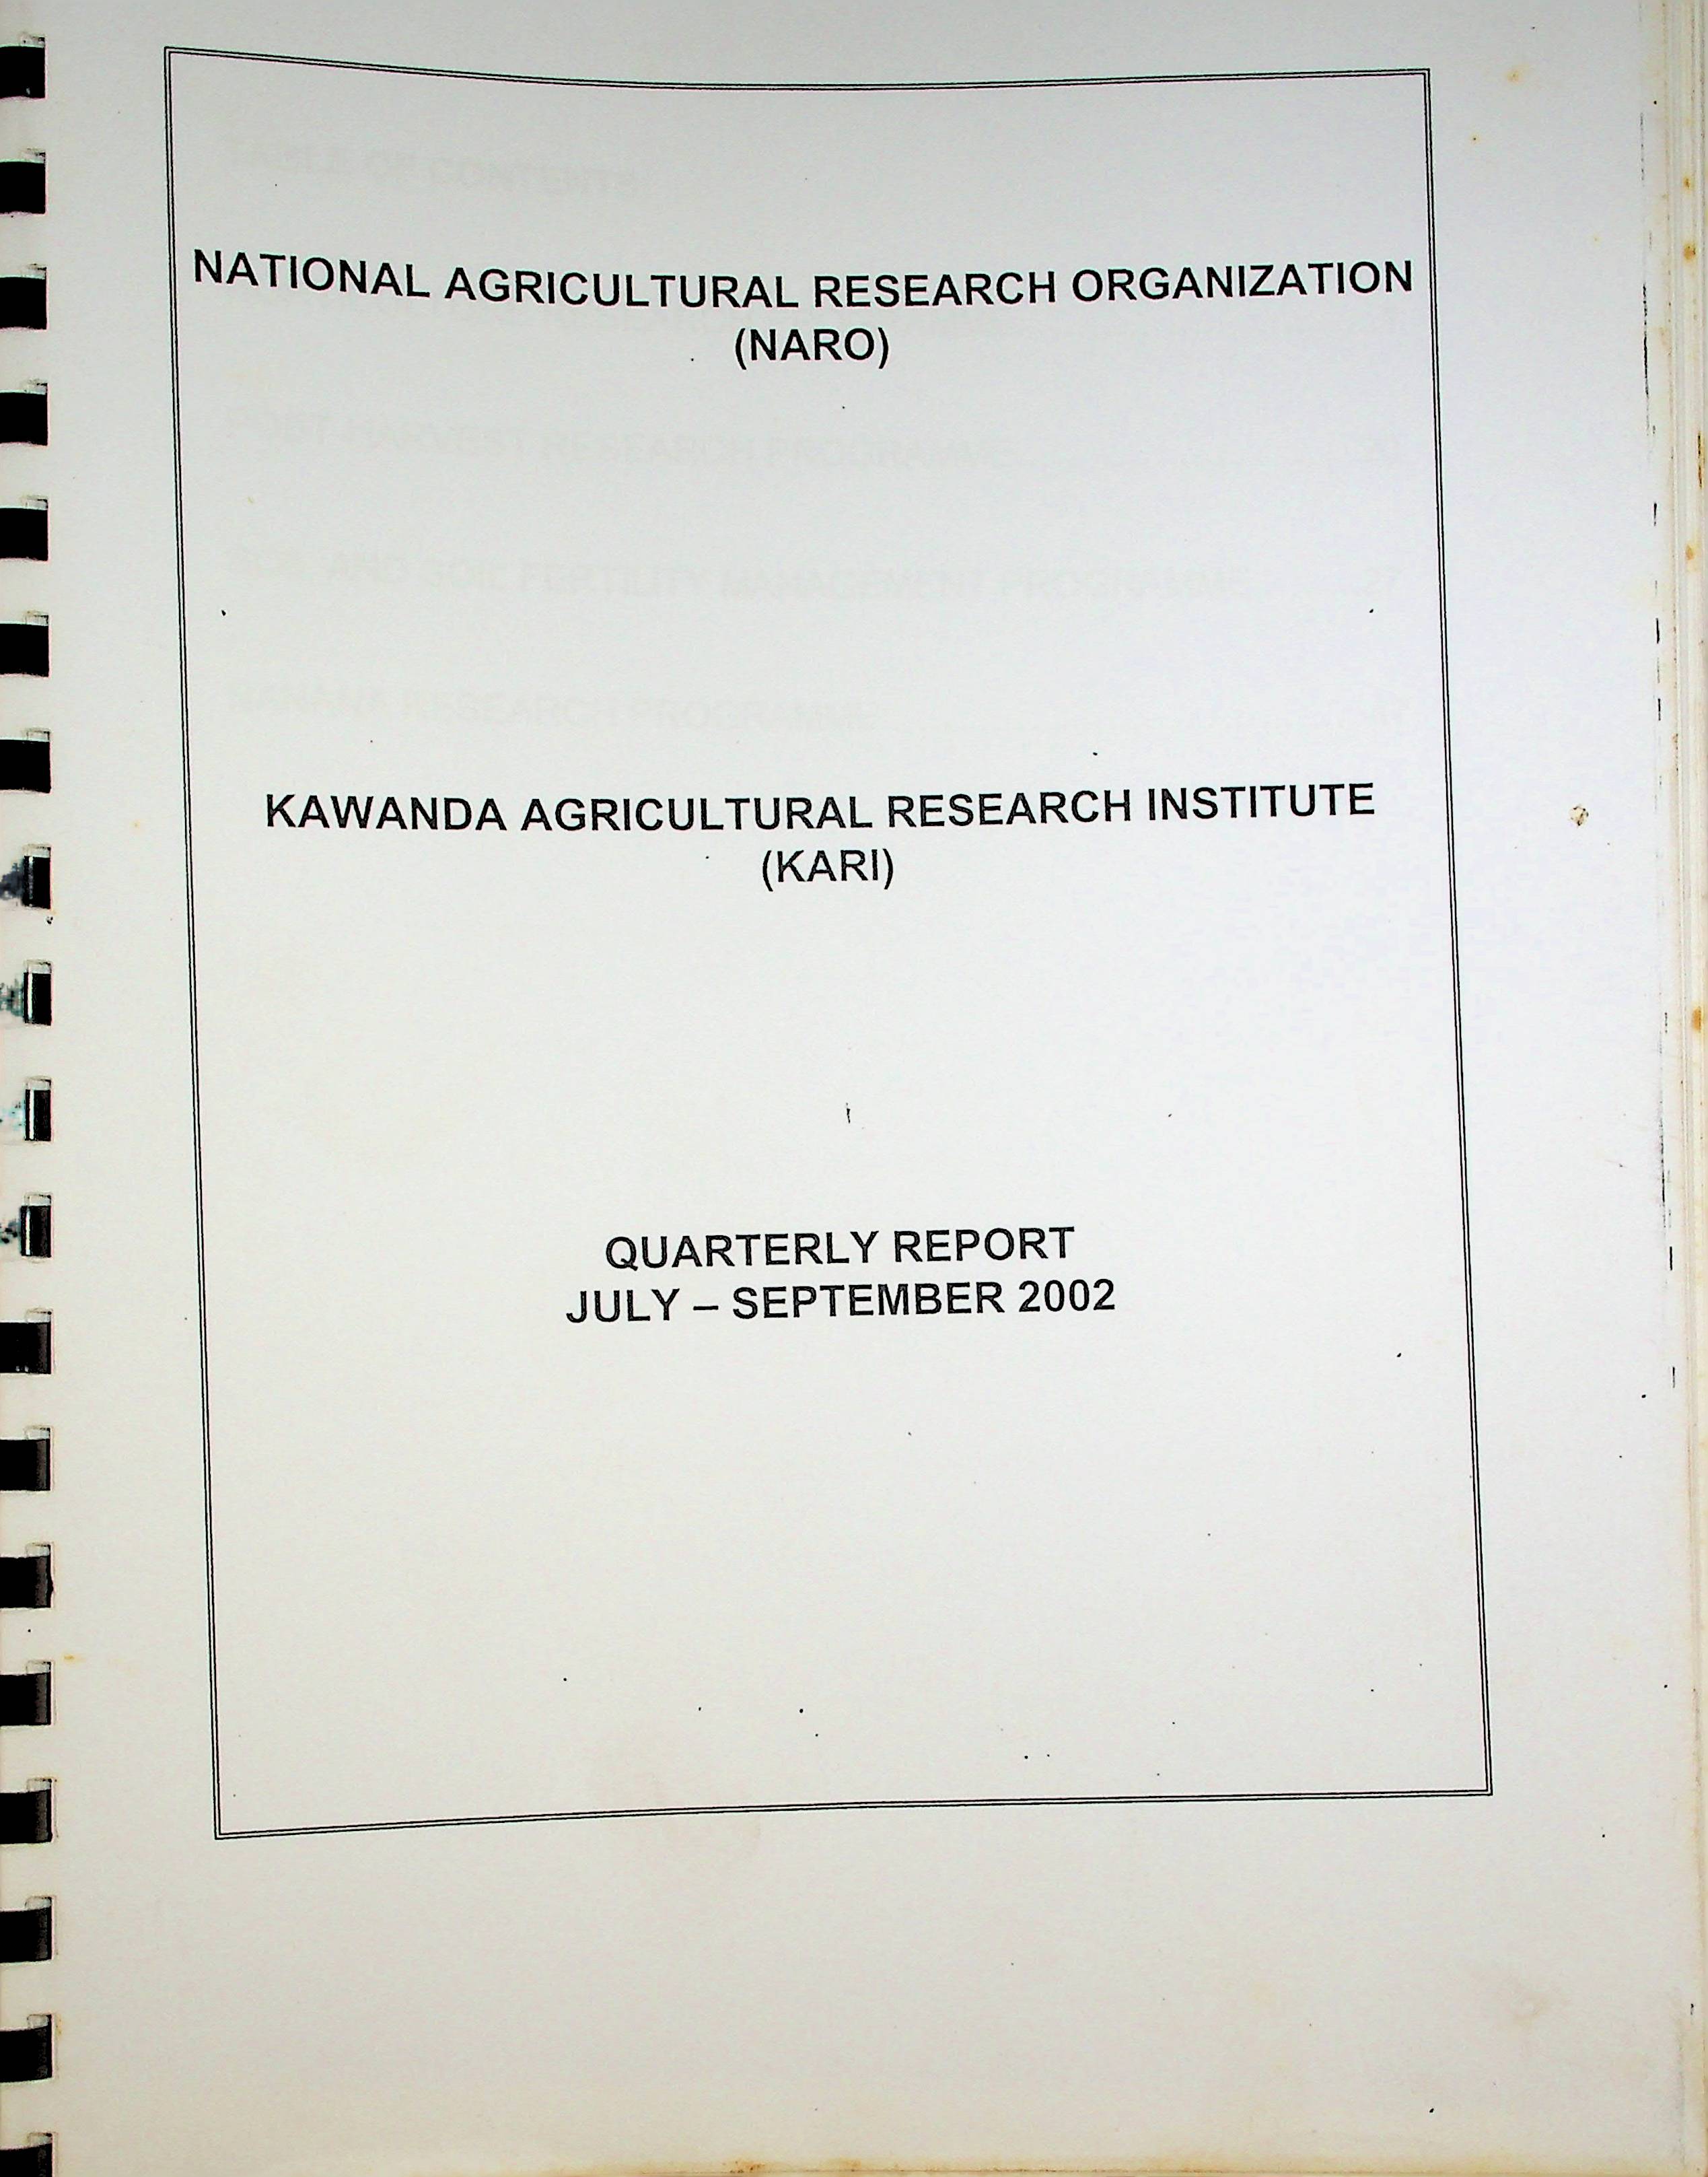 NATIONAL AGRICULTURAL RESEARCH ORGANIZATION
(NARO)
KAWANDA AGRICULTURAL RESEARCH INSTITUTE
(KARI)
QUARTERLY REPORT
JULY – SEPTEMBER 2002